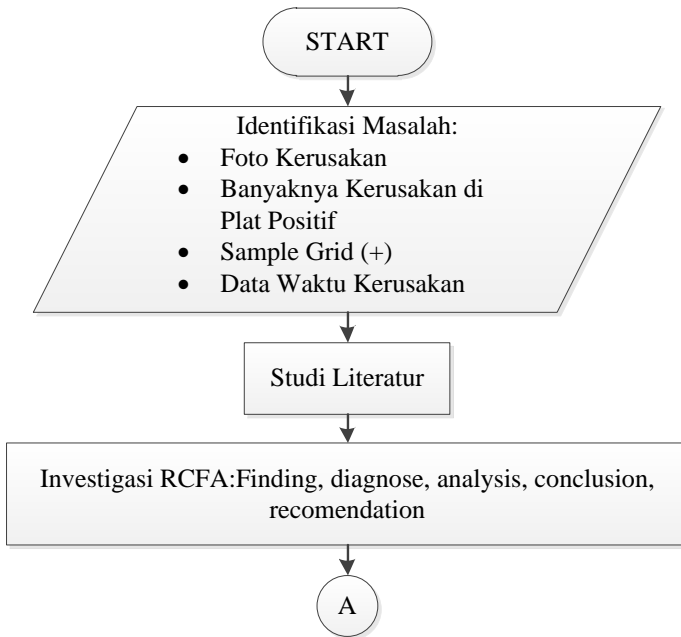 START
Identifikasi Masalah:
• Foto Kerusakan
• Banyaknya Kerusakan di
Plat Positif
• Sample Grid (+)
• Data Waktu Kerusakan
Studi Literatur
Investigasi RCFA:Finding, diagnose, analysis, conclusion,
recomendation
A